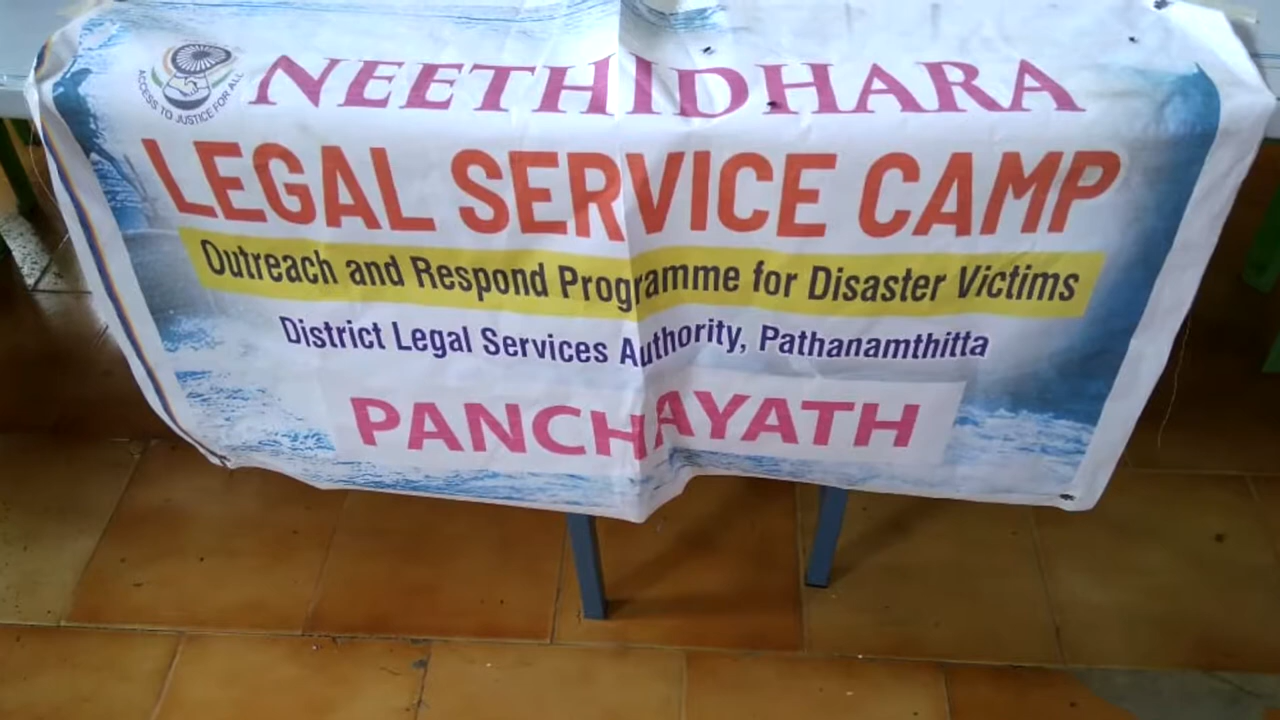 NEETHIDHARA
ACCESS TO JUSTICE FOR ALL
LEGAL SERVICE CAMP
Outreach and Respond Programme for Disaster Victims
District Legal Services Authority, Pathanamthitta
PANCHAYATH